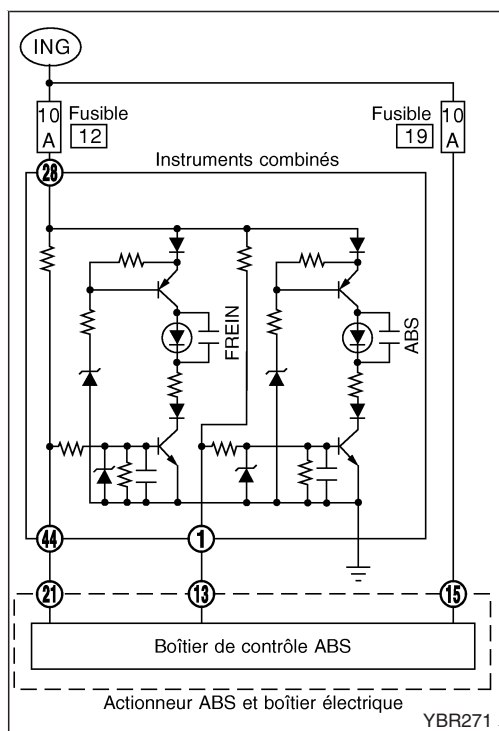 ING
10 A Fusible 12
Fusible 19 10 A
Instruments combinés
28
FREIN
ABS
44 1
21 13 15
Boîtier de contrôle ABS
Actionneur ABS et boîtier électrique
YBR271